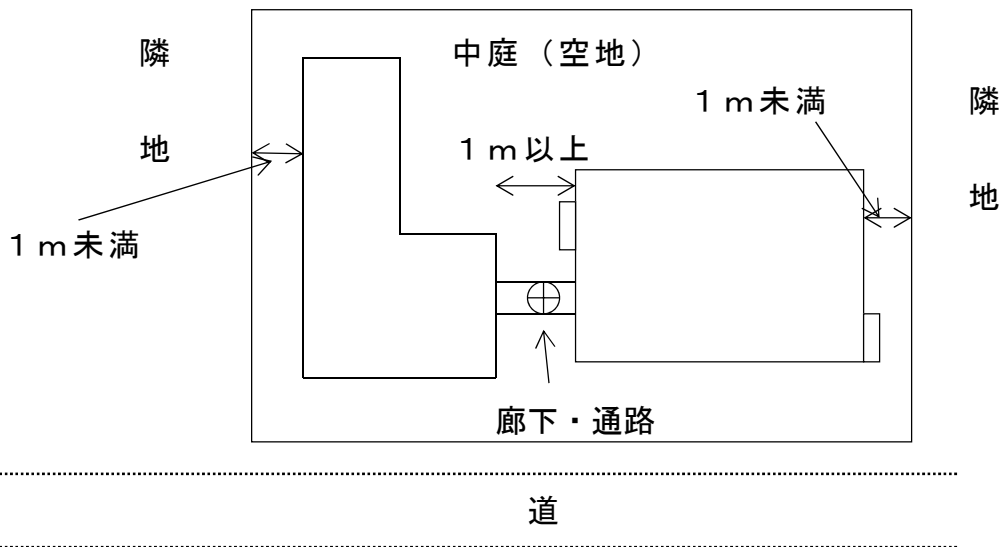 隣地
中庭（空地）
１ｍ未満
隣地
１ｍ以上
１ｍ未満
廊下・通路
道